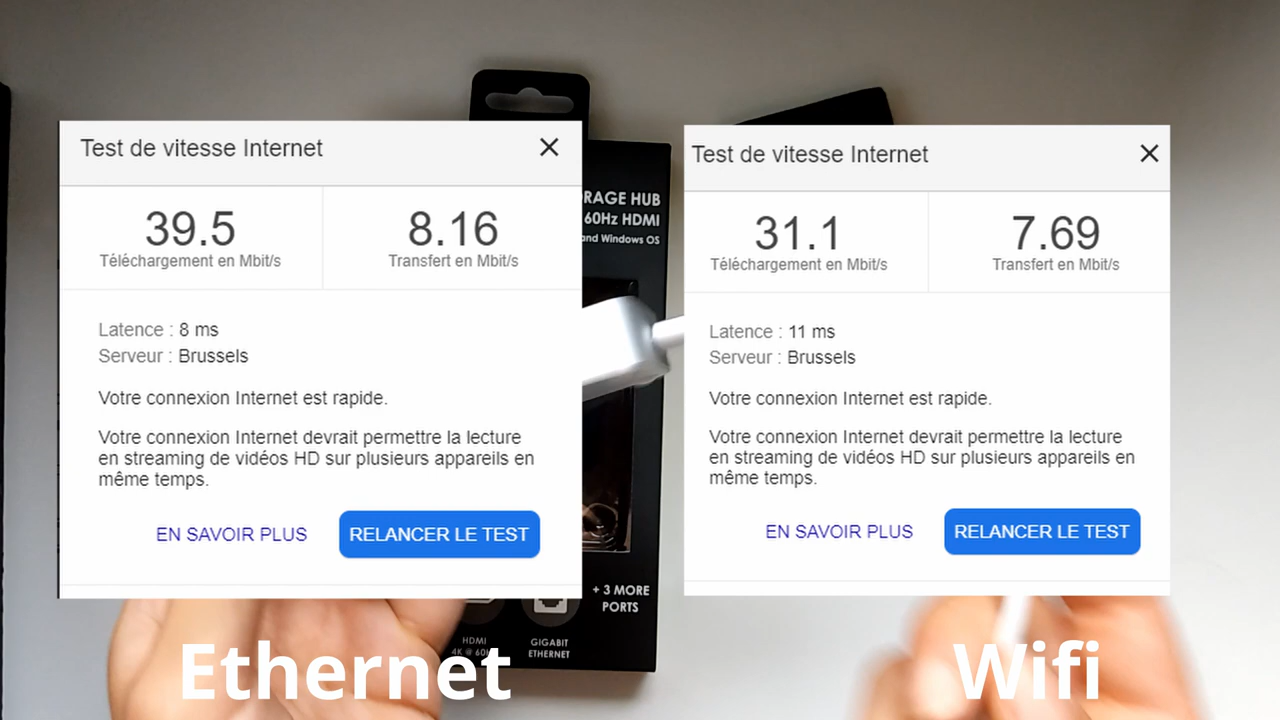 Test de vitesse Internet
39.5
Téléchargement en Mbit/s
8.16
Transfert en Mbit/s
Latence : 8 ms
Serveur : Brussels
Votre connexion Internet est rapide.
Votre connexion Internet devrait permettre la lecture
en streaming de vidéos HD sur plusieurs appareils en
même temps.
EN SAVOIR PLUS
RELANCER LE TEST
Ethernet
RAGE HUB
60Hz HDMI
and Windows OS
+ 3 MORE
PORTS
HDMI
4K @ 60H
GIGABIT
ETHERNET
Test de vitesse Internet
31.1
Téléchargement en Mbit/s
7.69
Transfert en Mbit/s
Latence : 11 ms
Serveur : Brussels
Votre connexion Internet est rapide.
Votre connexion Internet devrait permettre la lecture
en streaming de vidéos HD sur plusieurs appareils en
même temps.
EN SAVOIR PLUS
RELANCER LE TEST
Wifi